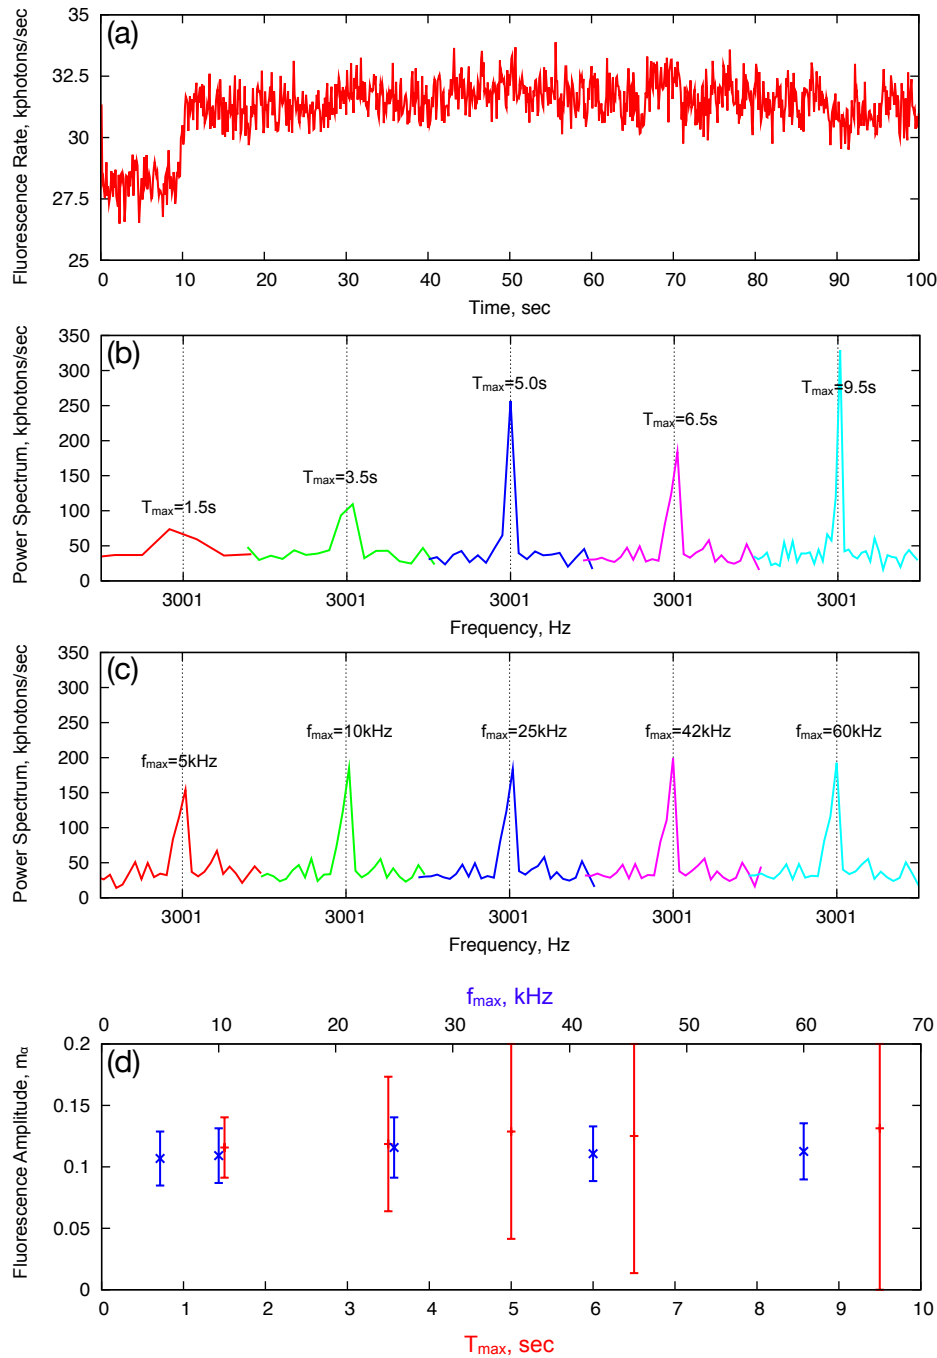 (a)
Fluorescence Rate, kphotons/sec
35
32.5
30
27.5
25
0 10 20 30 40 50 60 70 80 90 100
Time, sec
(b)
Power Spectrum, kphotons/sec
350
300
250
200
150
100
50
0
Tmax=1.5s
Tmax=3.5s
Tmax=5.0s
Tmax=6.5s
Tmax=9.5s
3001 3001 3001 3001 3001
Frequency, Hz
(c)
Power Spectrum, kphotons/sec
350
300
250
200
150
100
50
0
fmax=5kHz
fmax=10kHz
fmax=25kHz
fmax=42kHz
fmax=60kHz
3001 3001 3001 3001 3001
Frequency, Hz
fmax, kHz
0 10 20 30 40 50 60 70
(d)
Fluorescence Amplitude, mα
0.2
0.15
0.1
0.05
0
0 1 2 3 4 5 6 7 8 9 10
Tmax, sec